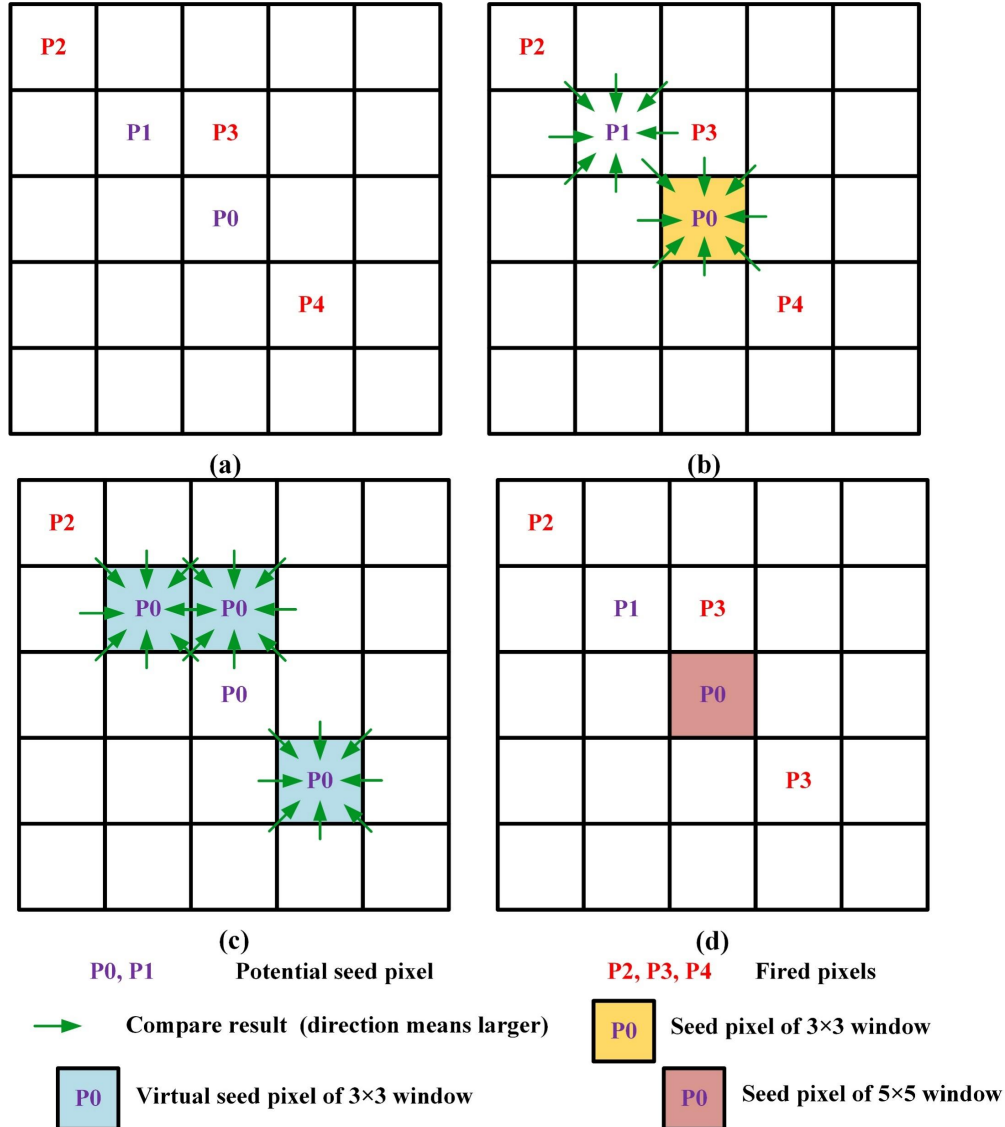 P2
P2
P1 P3
P1 P3
P0
P0
P4
P4
(a)
(b)
P2
P2
P0 P0
P1 P3
P0
P0
P0
P3
(c)
(d)
P0, P1 Potential seed pixel
P2, P3, P4 Fired pixels
Compare result (direction means larger)
P0 Seed pixel of 3×3 window
P0 Virtual seed pixel of 3×3 window
P0 Seed pixel of 5×5 window